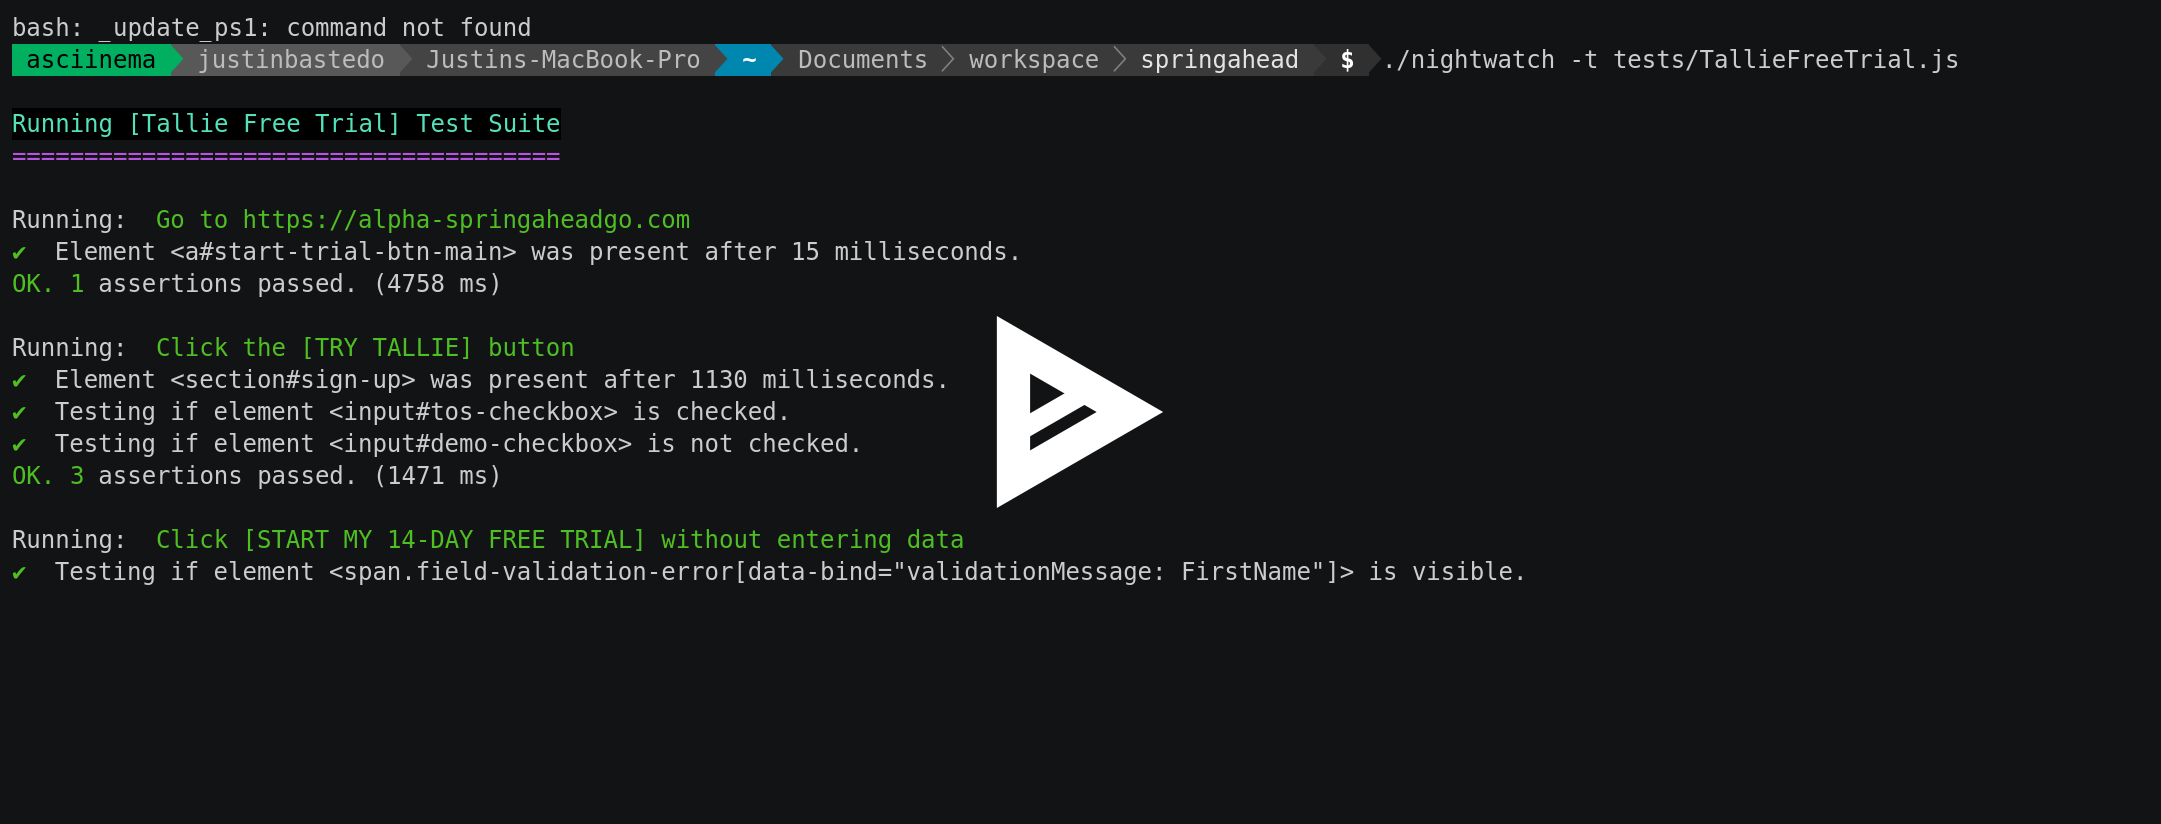 bash: _update_ps1: command not found
asciinema justinbastedo Justins-MacBook-Pro ~ Documents workspace springahead $ ./nightwatch -t tests/TallieFreeTrial.js
Running [Tallie Free Trial] Test Suite
======================================
Running:  Go to https://alpha-springaheadgo.com
✔  Element <a#start-trial-btn-main> was present after 15 milliseconds.
OK. 1 assertions passed. (4758 ms)
Running:  Click the [TRY TALLIE] button
✔  Element <section#sign-up> was present after 1130 milliseconds.
✔  Testing if element <input#tos-checkbox> is checked.
✔  Testing if element <input#demo-checkbox> is not checked.
OK. 3 assertions passed. (1471 ms)
Running:  Click [START MY 14-DAY FREE TRIAL] without entering data
✔  Testing if element <span.field-validation-error[data-bind="validationMessage: FirstName"]> is visible.